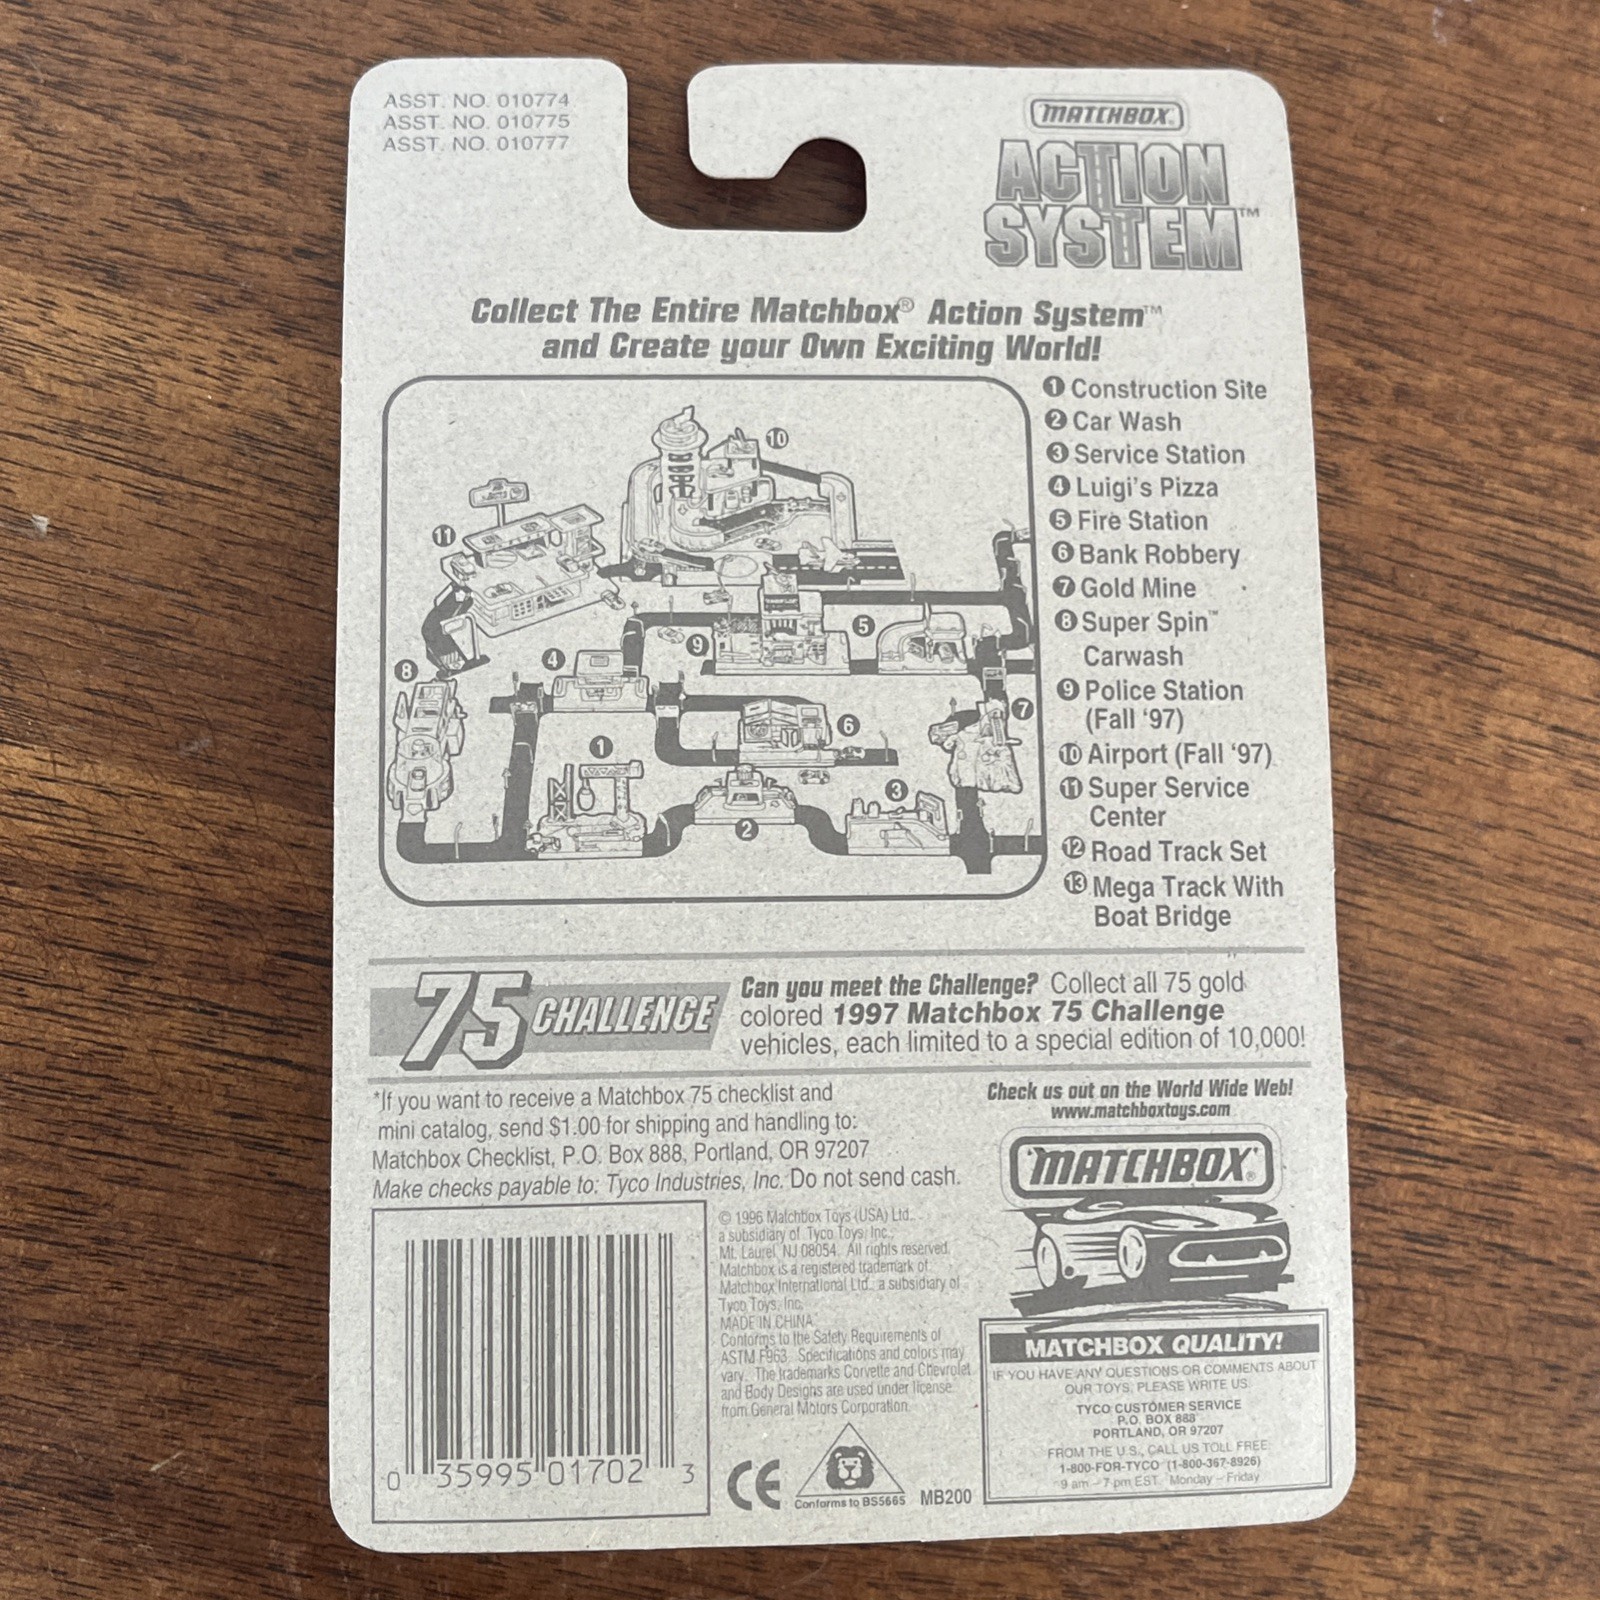 ASST. NO. 010774
ASST. NO. 010775
ASST. NO. 010777
MATCHBOX®
ACTION
SYSTEM™
Collect The Entire Matchbox® Action System™
and Create your Own Exciting World!
❶ Construction Site
❷ Car Wash
❸ Service Station
❹ Luigi's Pizza
❺ Fire Station
❻ Bank Robbery
❼ Gold Mine
❽ Super Spin™
Carwash
❾ Police Station
(Fall '97)
❿ Airport (Fall '97)
⓫ Super Service
Center
⓬ Road Track Set
⓭ Mega Track With
Boat Bridge
10
11
5
9
4
8
7
6
1
3
2
75 CHALLENGE
Can you meet the Challenge? Collect all 75 gold
colored 1997 Matchbox 75 Challenge
vehicles, each limited to a special edition of 10,000!
*If you want to receive a Matchbox 75 checklist and
mini catalog, send $1.00 for shipping and handling to:
Matchbox Checklist, P.O. Box 888, Portland, OR 97207
Make checks payable to: Tyco Industries, Inc. Do not send cash.
Check us out on the World Wide Web!
www.matchboxtoys.com
"MATCHBOX"®
© 1996 Matchbox Toys (USA) Ltd.,
a subsidiary of Tyco Toys, Inc.,
Mt. Laurel, NJ 08054. All rights reserved.
Matchbox is a registered trademark of
Matchbox International Ltd., a subsidiary of
Tyco Toys, Inc.
MADE IN CHINA
Conforms to the Safety Requirements of
ASTM F963. Specifications and colors may
vary. The trademarks Corvette and Chevrolet
and Body Designs are used under license
from General Motors Corporation.
MATCHBOX QUALITY!
IF YOU HAVE ANY QUESTIONS OR COMMENTS ABOUT
OUR TOYS, PLEASE WRITE US:
TYCO CUSTOMER SERVICE
P.O. BOX 888
PORTLAND, OR 97207
FROM THE U.S., CALL US TOLL FREE:
1-800-FOR-TYCO (1-800-367-8926)
9 am – 7 pm EST. Monday – Friday
0 35995 01702 3
CE
Conforms to BS5665
MB200